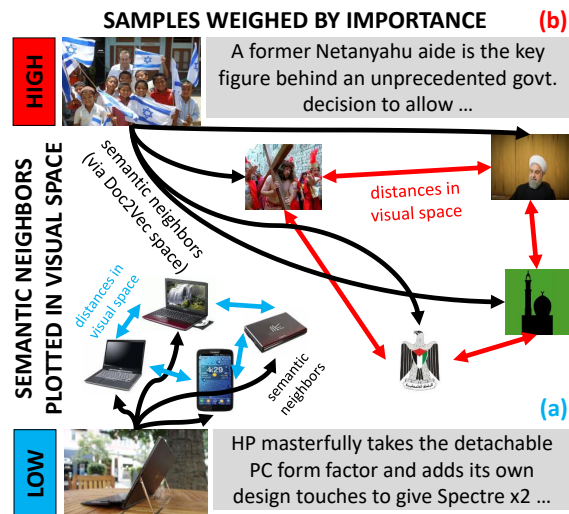 SAMPLES WEIGHED BY IMPORTANCE
(b)
HIGH
A former Netanyahu aide is the key
figure behind an unprecedented govt.
decision to allow ...
SEMANTIC NEIGHBORS
PLOTTED IN VISUAL SPACE
semantic neighbors
(via Doc2Vec space)
distances in
visual space
distances in
visual space
4:29
semantic
neighbors
(a)
LOW
HP masterfully takes the detachable
PC form factor and adds its own
design touches to give Spectre x2 ...